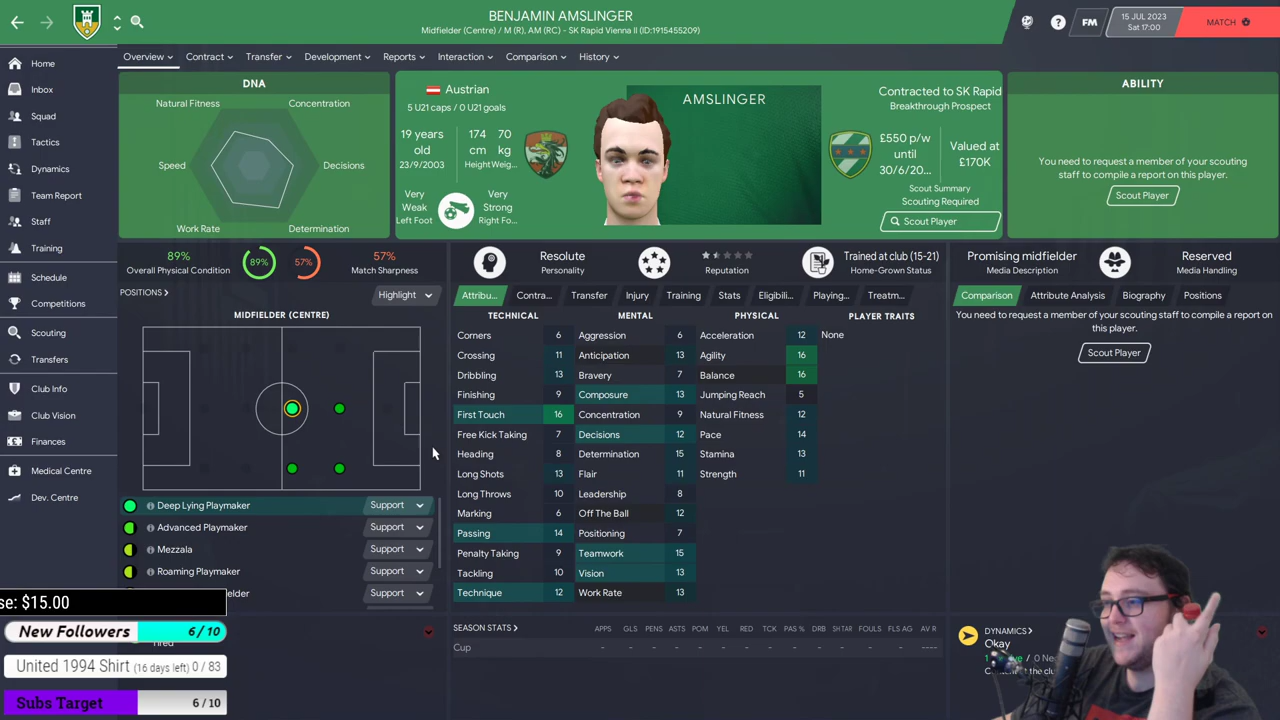 BENJAMIN AMSLINGER
Midfielder (Centre) / M (R), AM (RC) - SK Rapid Vienna II (ID:1915455209)
FM
15 JUL 2023
Sat 17:00
MATCH
Home
Inbox
Squad
Tactics
Dynamics
Team Report
Staff
Training
Schedule
Competitions
Scouting
Transfers
Club Info
Club Vision
Finances
Medical Centre
Dev. Centre
Overview
Contract
Transfer
Development
Reports
Interaction
Comparison
History
DNA
Natural Fitness
Concentration
Speed
Decisions
Work Rate
Determination
Austrian
5 U21 caps / 0 U21 goals
19 years old
23/9/2003
174 cm
Height
70 kg
Weig...
Very Weak
Left Foot
Very Strong
Right Fo...
AMSLINGER
Contracted to SK Rapid
Breakthrough Prospect
£550 p/w
until
30/6/20...
Valued at
£170K
Scout Summary
Scouting Required
Scout Player
ABILITY
You need to request a member of your scouting
staff to compile a report on this player.
Scout Player
89%
Overall Physical Condition
89%
57%
57%
Match Sharpness
Resolute
Personality
Reputation
Trained at club (15-21)
Home-Grown Status
Promising midfielder
Media Description
Reserved
Media Handling
POSITIONS
Highlight
MIDFIELDER (CENTRE)
Deep Lying Playmaker Support
Advanced Playmaker Support
Mezzala Support
Roaming Playmaker Support
elder Support
Attribu...
Contra...
Transfer
Injury
Training
Stats
Eligibili...
Playing...
Treatm...
TECHNICAL
Corners 6
Crossing 11
Dribbling 13
Finishing 9
First Touch 16
Free Kick Taking 7
Heading 8
Long Shots 13
Long Throws 10
Marking 6
Passing 14
Penalty Taking 9
Tackling 10
Technique 12
MENTAL
Aggression 6
Anticipation 13
Bravery 7
Composure 13
Concentration 9
Decisions 12
Determination 15
Flair 11
Leadership 8
Off The Ball 12
Positioning 7
Teamwork 15
Vision 13
Work Rate 13
PHYSICAL
Acceleration 12
Agility 16
Balance 16
Jumping Reach 5
Natural Fitness 12
Pace 14
Stamina 13
Strength 11
PLAYER TRAITS
None
Comparison
Attribute Analysis
Biography
Positions
You need to request a member of your scouting staff to compile a report on
this player.
Scout Player
se: $15.00
New Followers 6 / 10
United 1994 Shirt (16 days left) 0 / 83
Subs Target 6 / 10
Tired
SEASON STATS
APPS GLS PENS ASTS POM YEL RED TCK PAS % DRB SH TAR FOULS FLS AG AV R
Cup - - - - - - - - - - - - - ----
DYNAMICS
Okay